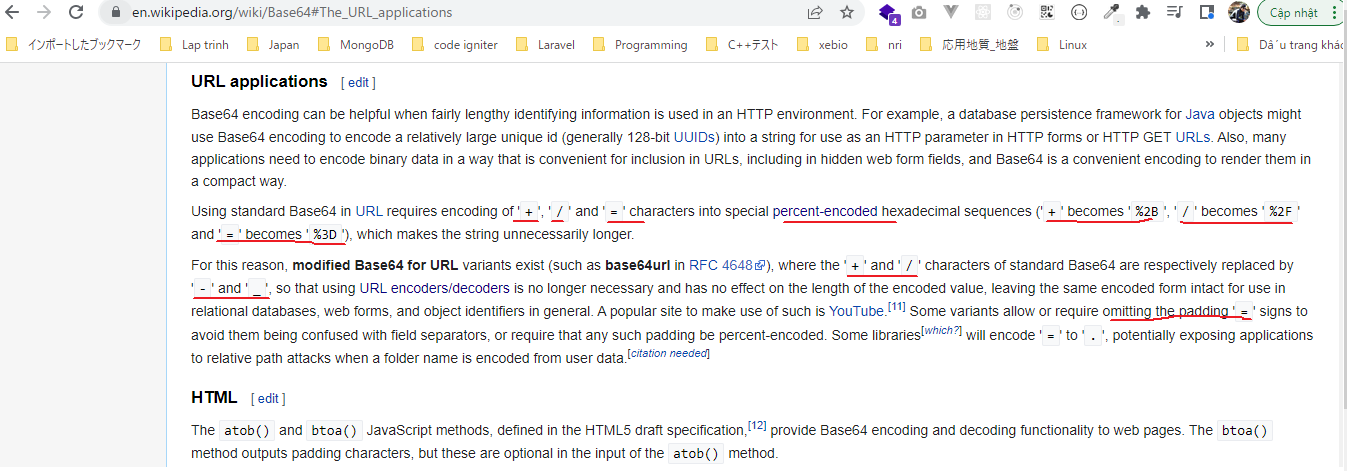 en.wikipedia.org/wiki/Base64#The_URL_applications
4
Cập nhật
インポートしたブックマーク Lap trinh Japan MongoDB code igniter Laravel Programming C++テスト xebio nri 応用地質_地盤 Linux » Dấu trang khác
URL applications [ edit ]
Base64 encoding can be helpful when fairly lengthy identifying information is used in an HTTP environment. For example, a database persistence framework for Java objects might
use Base64 encoding to encode a relatively large unique id (generally 128-bit UUIDs) into a string for use as an HTTP parameter in HTTP forms or HTTP GET URLs. Also, many
applications need to encode binary data in a way that is convenient for inclusion in URLs, including in hidden web form fields, and Base64 is a convenient encoding to render them in
a compact way.
Using standard Base64 in URL requires encoding of '+', '/' and '=' characters into special percent-encoded hexadecimal sequences ('+' becomes '%2B', '/' becomes '%2F'
and '=' becomes '%3D'), which makes the string unnecessarily longer.
For this reason, modified Base64 for URL variants exist (such as base64url in RFC 4648), where the '+' and '/' characters of standard Base64 are respectively replaced by
'-' and '_', so that using URL encoders/decoders is no longer necessary and has no effect on the length of the encoded value, leaving the same encoded form intact for use in
relational databases, web forms, and object identifiers in general. A popular site to make use of such is YouTube.[11] Some variants allow or require omitting the padding '=' signs to
avoid them being confused with field separators, or require that any such padding be percent-encoded. Some libraries[which?] will encode '=' to '.', potentially exposing applications
to relative path attacks when a folder name is encoded from user data.[citation needed]
HTML [ edit ]
The atob() and btoa() JavaScript methods, defined in the HTML5 draft specification,[12] provide Base64 encoding and decoding functionality to web pages. The btoa()
method outputs padding characters, but these are optional in the input of the atob() method.